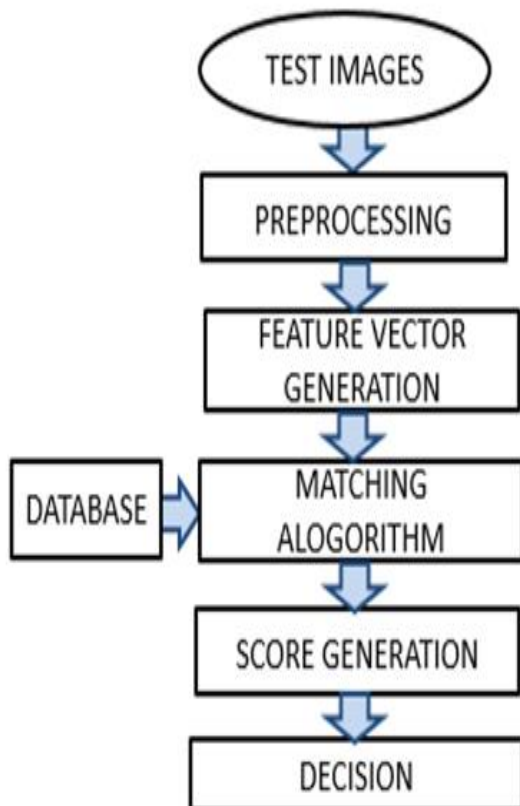 TEST IMAGES
PREPROCESSING
FEATURE VECTOR
GENERATION
DATABASE
MATCHING
ALOGORITHM
SCORE GENERATION
DECISION